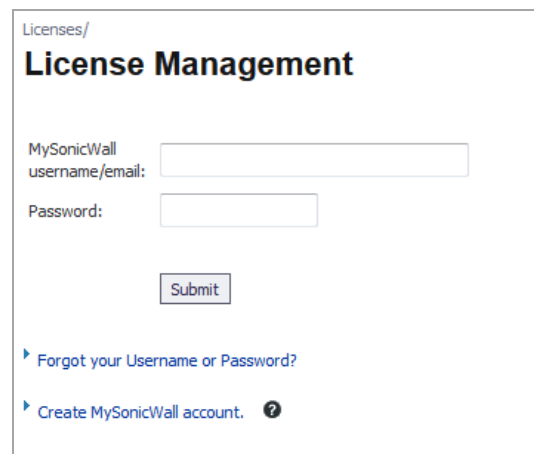 Licenses/
License Management
MySonicWall
username/email:
Password:
Submit
Forgot your Username or Password?
Create MySonicWall account. ?